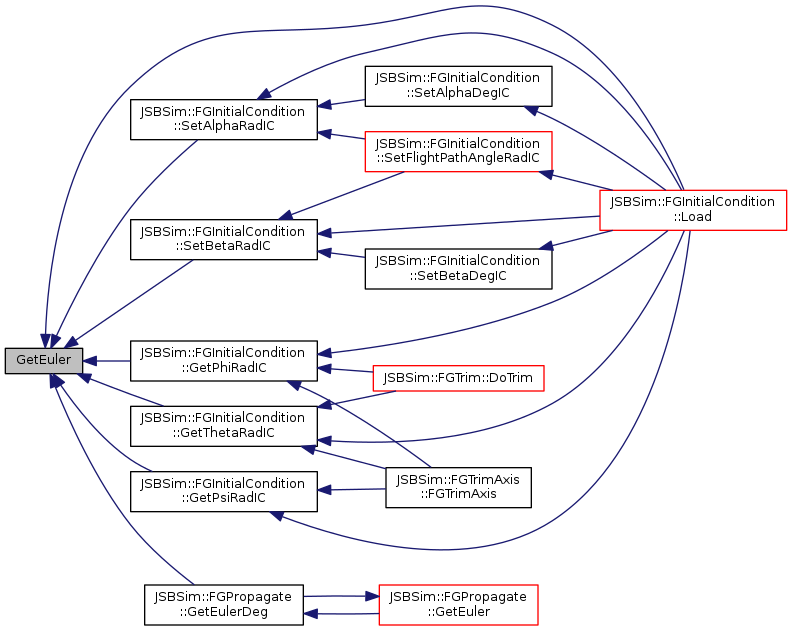 JSBSim::FGInitialCondition
::SetAlphaDegIC
JSBSim::FGInitialCondition
::SetAlphaRadIC
JSBSim::FGInitialCondition
::SetFlightPathAngleRadIC
JSBSim::FGInitialCondition
::Load
JSBSim::FGInitialCondition
::SetBetaRadIC
JSBSim::FGInitialCondition
::SetBetaDegIC
GetEuler
JSBSim::FGInitialCondition
::GetPhiRadIC
JSBSim::FGTrim::DoTrim
JSBSim::FGInitialCondition
::GetThetaRadIC
JSBSim::FGInitialCondition
::GetPsiRadIC
JSBSim::FGTrimAxis
::FGTrimAxis
JSBSim::FGPropagate
::GetEulerDeg
JSBSim::FGPropagate
::GetEuler